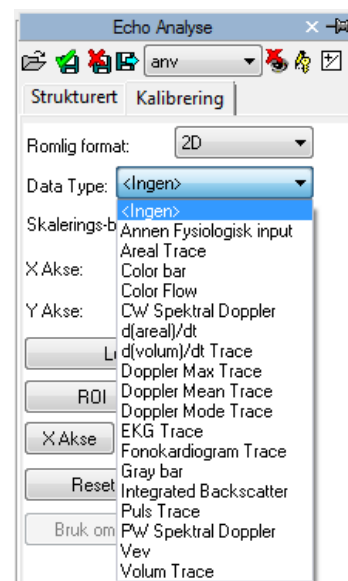 Echo Analyse
anv
Strukturert Kalibrering
Romlig format: 2D
Data Type: <Ingen>
<Ingen>
Skalerings-b
Annen Fysiologisk input
Areal Trace
X Akse:
Color bar
Color Flow
Y Akse:
CW Spektral Doppler
d(areal)/dt
d(volum)/dt Trace
Doppler Max Trace
ROI
Doppler Mean Trace
Doppler Mode Trace
X Akse
EKG Trace
Fonokardiogram Trace
Gray bar
Reset
Integrated Backscatter
Puls Trace
Bruk om
PW Spektral Doppler
Vev
Volum Trace